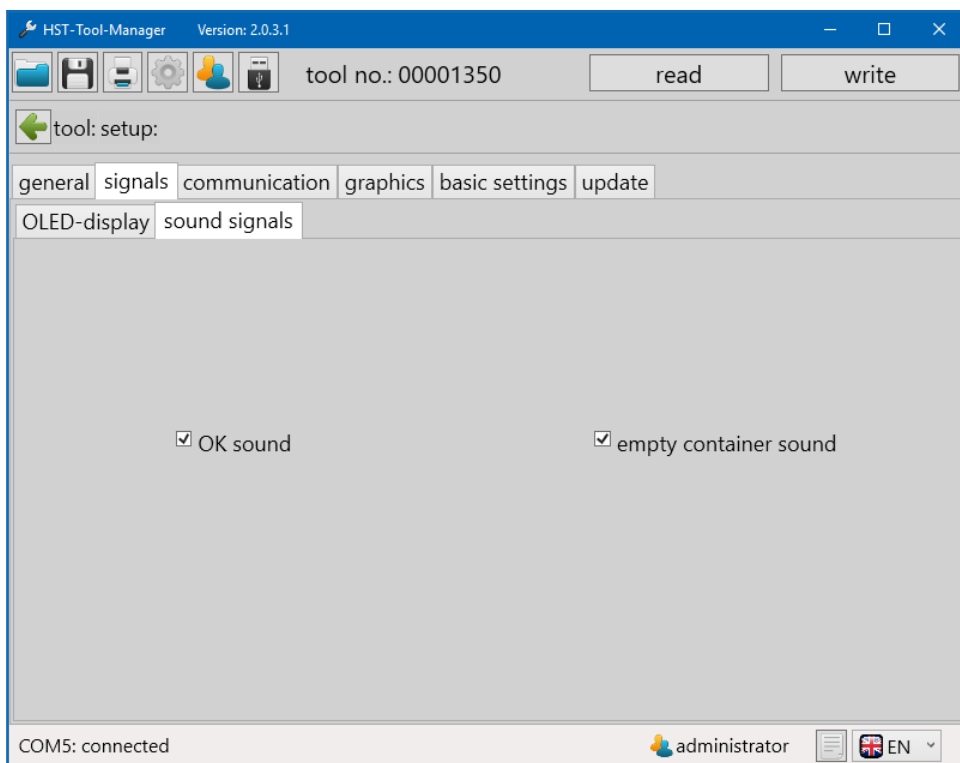 HST-Tool-Manager Version: 2.0.3.1
tool no.: 00001350 read write
tool: setup:
general signals communication graphics basic settings update
OLED-display sound signals
OK sound empty container sound
COM5: connected administrator EN